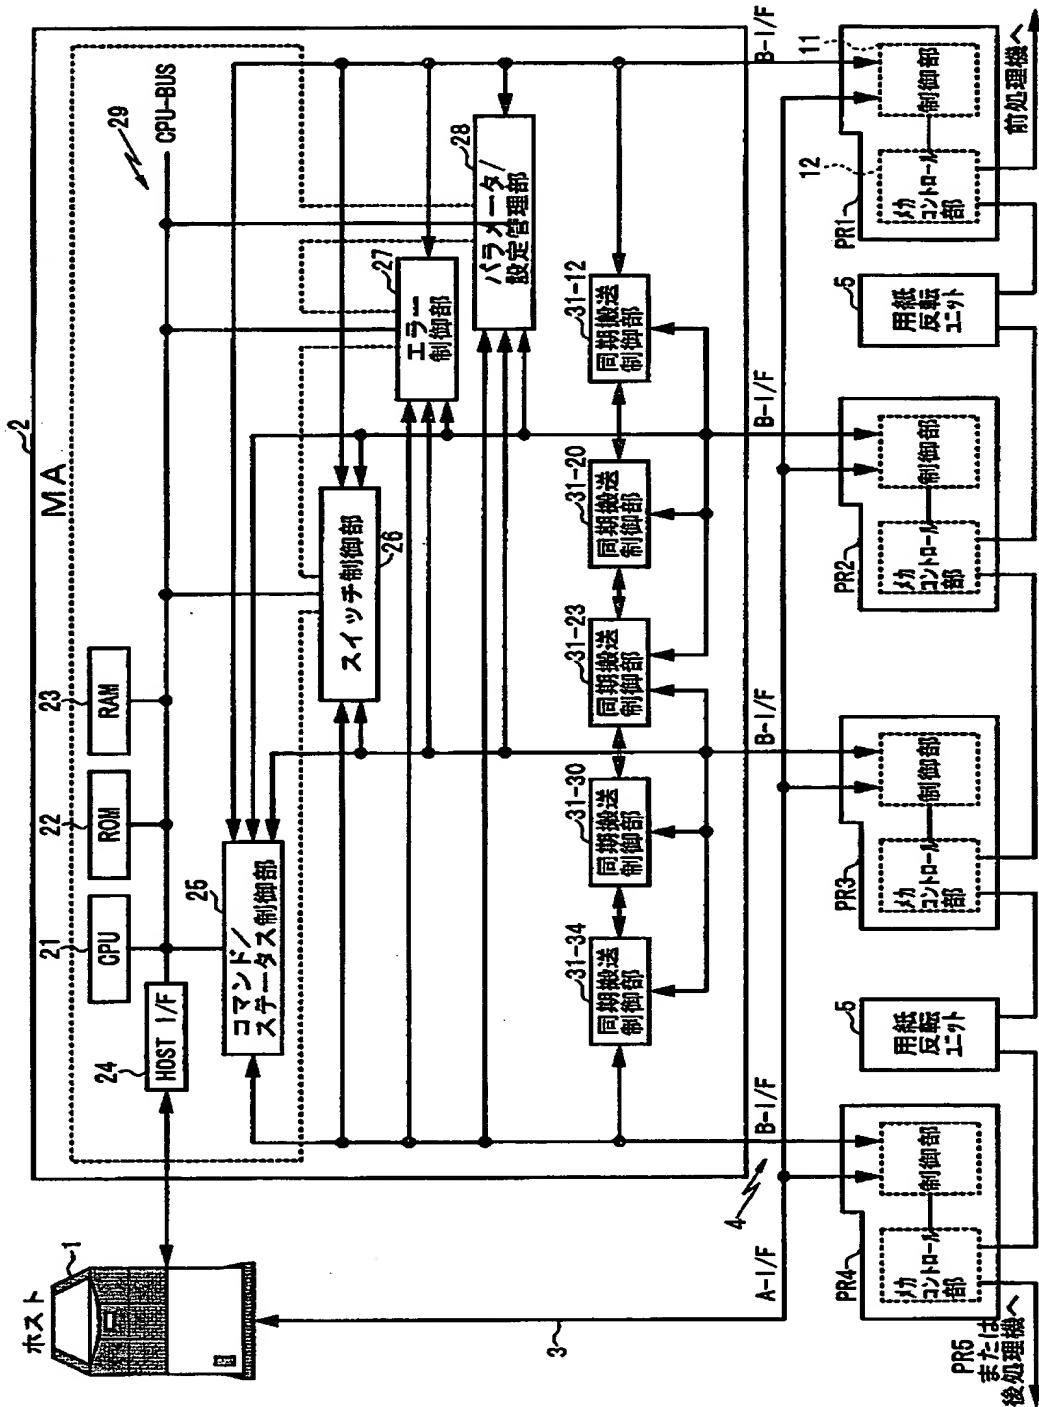 ホスト
1
2
MA
21
CPU
22
ROM
23
RAM
29
CPU-BUS
24
HOST I/F
25
コマンド/
ステータス制御部
スイッチ制御部
26
27
エラー
制御部
28
パラメータ/
設定管理部
31-34
同期搬送
制御部
31-30
同期搬送
制御部
31-23
同期搬送
制御部
31-20
同期搬送
制御部
31-12
同期搬送
制御部
3
A-I/F
4
B-I/F
B-I/F
B-I/F
B-I/F
PR4
制御部
メカ
コントロール
部
5
用紙
反転
ユニット
PR3
制御部
メカ
コントロール
部
PR2
制御部
メカ
コントロール
部
5
用紙
反転
ユニット
PR1
11
制御部
12
メカ
コントロール
部
PR5
または
後処理機へ
前処理機へ